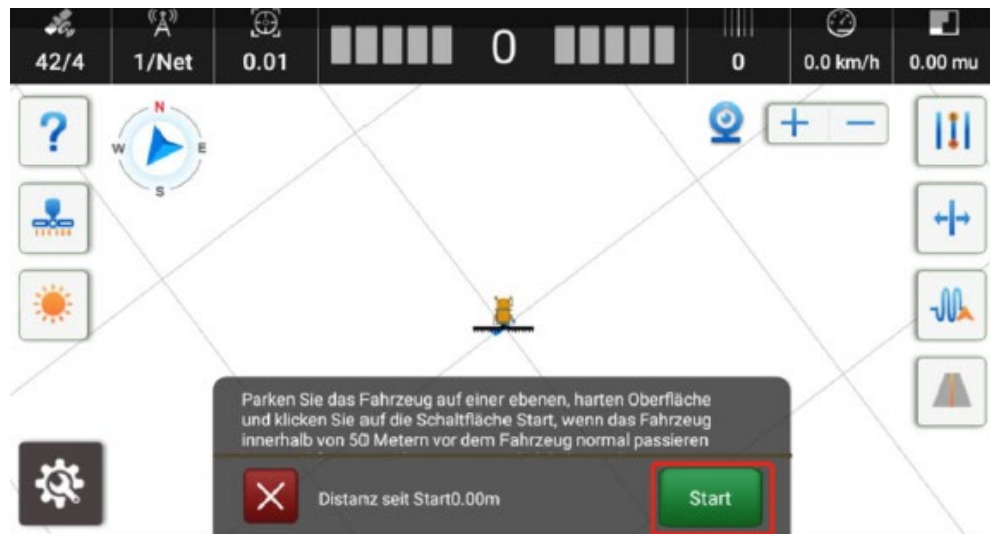 42/4
1/Net
0.01
0
0
0.0 km/h
0.00 mu
?
N
W
E
S
Parken Sie das Fahrzeug auf einer ebenen, harten Oberfläche
und klicken Sie auf die Schaltfläche Start, wenn das Fahrzeug
innerhalb von 50 Metern vor dem Fahrzeug normal passieren
Distanz seit Start0.00m
Start